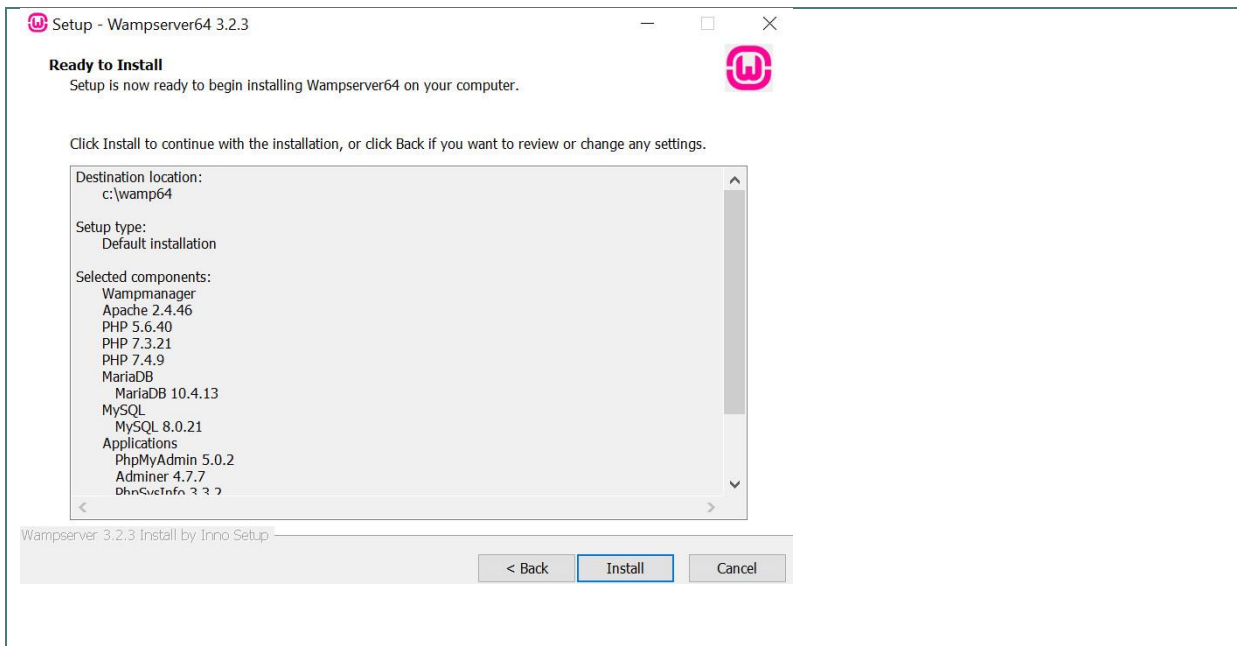 Setup - Wampserver64 3.2.3
Ready to Install
Setup is now ready to begin installing Wampserver64 on your computer.
Click Install to continue with the installation, or click Back if you want to review or change any settings.
Destination location:
c:\wamp64
Setup type:
Default installation
Selected components:
Wampmanager
Apache 2.4.46
PHP 5.6.40
PHP 7.3.21
PHP 7.4.9
MariaDB
MariaDB 10.4.13
MySQL
MySQL 8.0.21
Applications
PhpMyAdmin 5.0.2
Adminer 4.7.7
PhpSysInfo 3.3.2
Wampserver 3.2.3 Install by Inno Setup
< Back
Install
Cancel